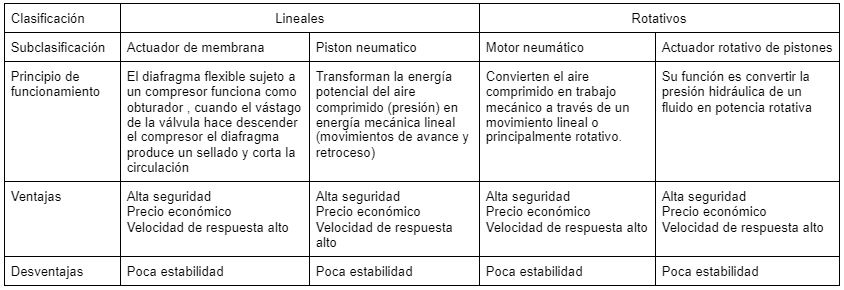 Clasificación Lineales Rotativos
Subclasificación Actuador de membrana Piston neumatico Motor neumático Actuador rotativo de pistones
Principio de
funcionamiento
El diafragma flexible sujeto a
un compresor funciona como
obturador , cuando el vástago
de la válvula hace descender
el compresor el diafragma
produce un sellado y corta la
circulación
Transforman la energía
potencial del aire
comprimido (presión) en
energía mecánica lineal
(movimientos de avance y
retroceso)
Convierten el aire
comprimido en trabajo
mecánico a través de un
movimiento lineal o
principalmente rotativo.
Su función es convertir la
presión hidráulica de un
fluido en potencia rotativa
Ventajas
Alta seguridad
Precio económico
Velocidad de respuesta alto
Alta seguridad
Precio económico
Velocidad de respuesta
alto
Alta seguridad
Precio económico
Velocidad de respuesta alto
Alta seguridad
Precio económico
Velocidad de respuesta alto
Desventajas Poca estabilidad Poca estabilidad Poca estabilidad Poca estabilidad